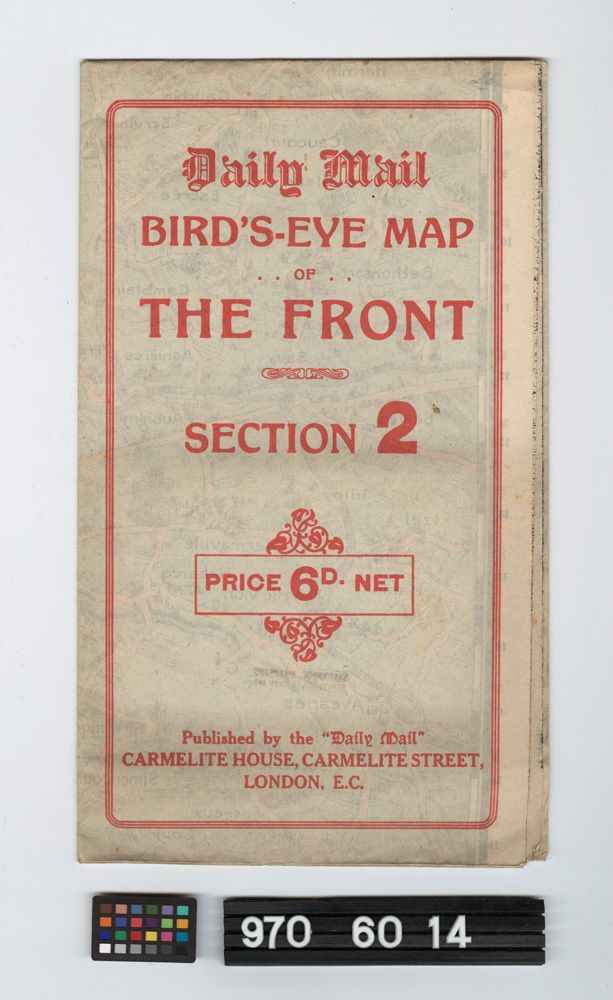 Daily Mail
BIRD'S-EYE MAP
. . OF . .
THE FRONT
SECTION 2
PRICE 6D. NET
Published by the "Daily Mail"
CARMELITE HOUSE, CARMELITE STREET,
LONDON, E.C.
970 60 14